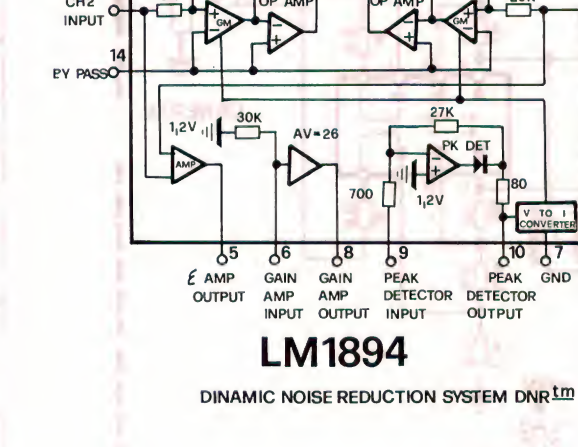 CH2
INPUT
GM
OP AMP
OP AMP
GM
14
BY PASS
1,2V
30K
AV=26
27K
AMP
PK DET
700
1,2V
80
V TO I
CONVERTER
5
6
8
9
10
7
Ɛ AMP
OUTPUT
GAIN
AMP
INPUT
GAIN
AMP
OUTPUT
PEAK
DETECTOR
INPUT
PEAK
DETECTOR
OUTPUT
GND
LM1894
DINAMIC NOISE REDUCTION SYSTEM DNR tm